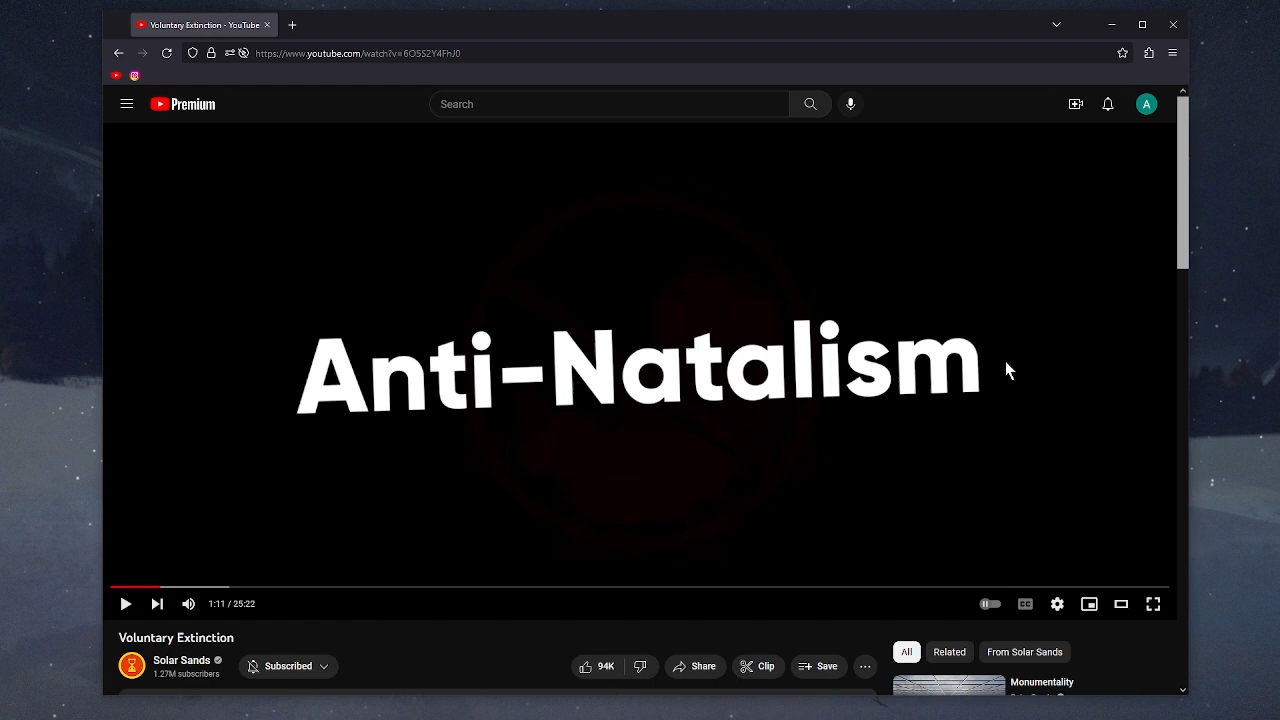 Voluntary Extinction - YouTube
https://www.youtube.com/watch?v=6O5S2Y4FhJ0
Premium
Search
A
Anti-Natalism
1:11 / 25:22
CC
Voluntary Extinction
Solar Sands
1.27M subscribers
Subscribed
94K
Share
Clip
Save
All
Related
From Solar Sands
Monumentality